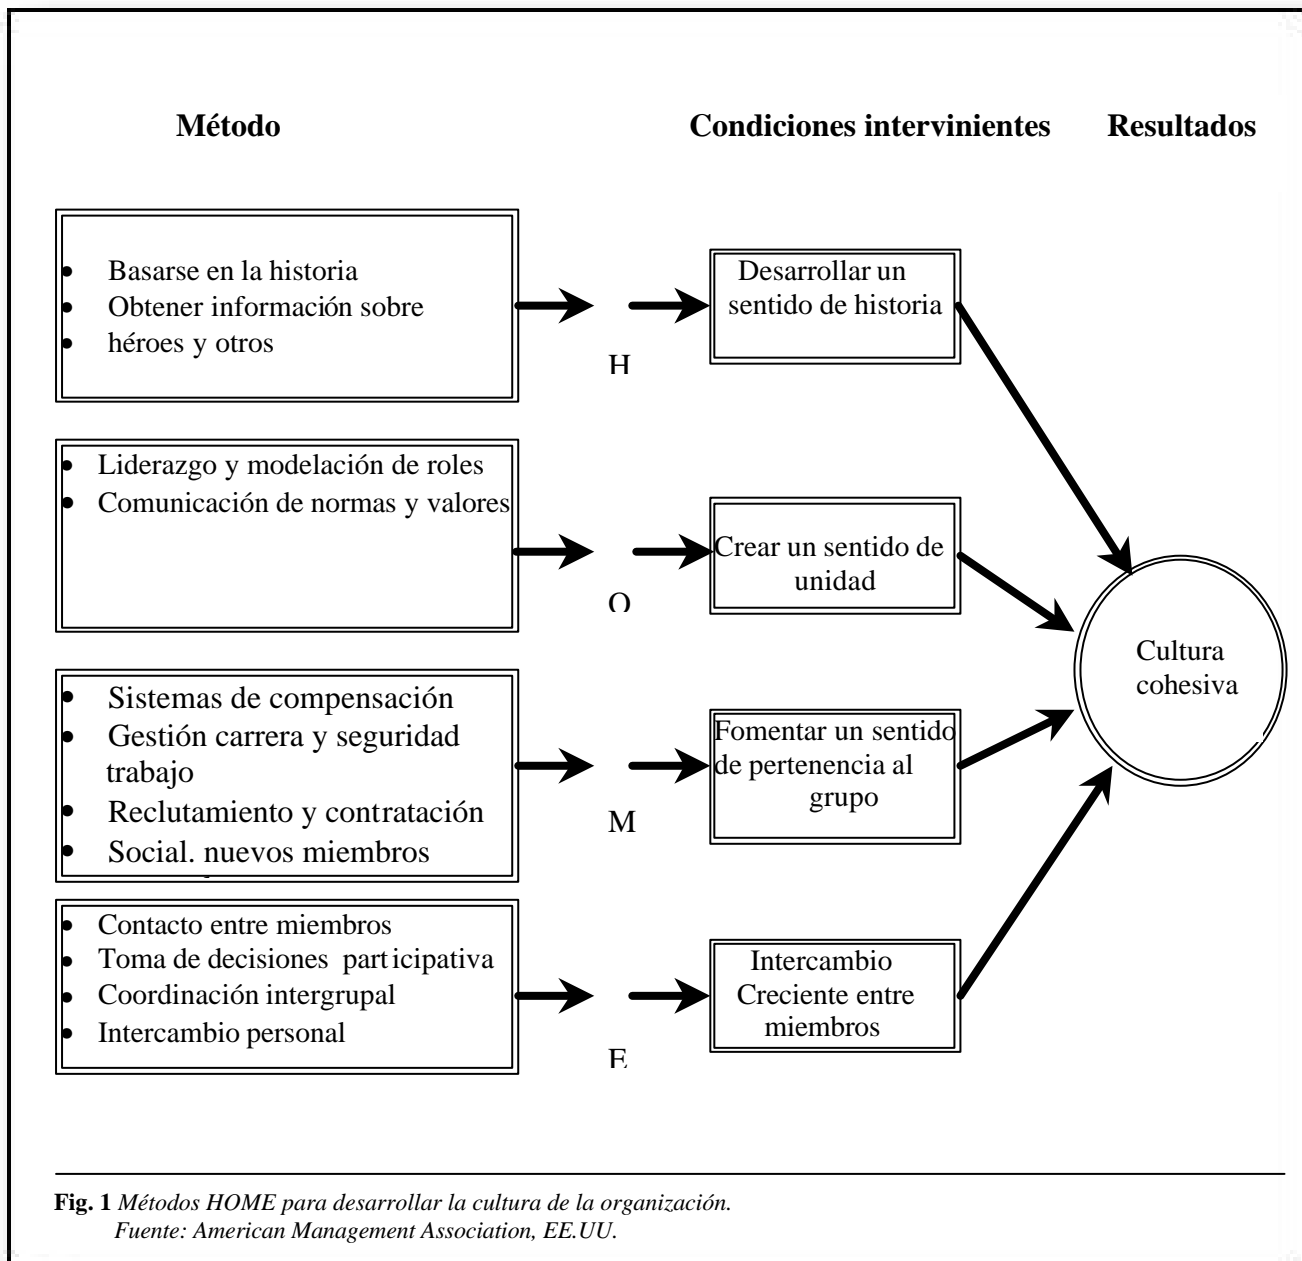 Método Condiciones intervinientes Resultados
• Basarse en la historia
• Obtener información sobre
• héroes y otros
H
Desarrollar un
sentido de historia
• Liderazgo y modelación de roles
• Comunicación de normas y valores
O
Crear un sentido de
unidad
Cultura
cohesiva
• Sistemas de compensación
• Gestión carrera y seguridad
trabajo
• Reclutamiento y contratación
• Social. nuevos miembros
M
Fomentar un sentido
de pertenencia al
grupo
• Contacto entre miembros
• Toma de decisiones participativa
• Coordinación intergrupal
• Intercambio personal
E
Intercambio
Creciente entre
miembros
Fig. 1 Métodos HOME para desarrollar la cultura de la organización.
Fuente: American Management Association, EE.UU.